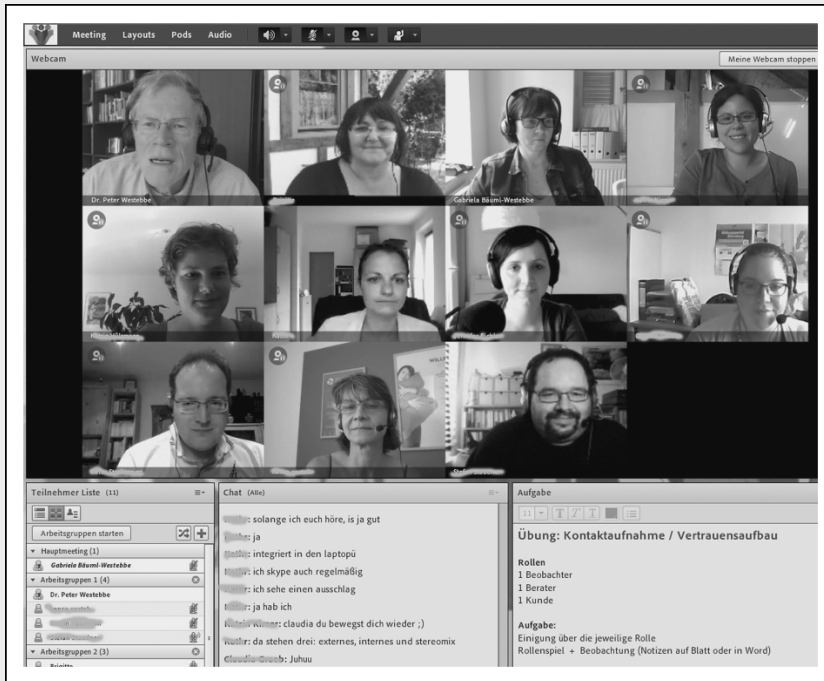 Meeting Layouts Pods Audio
Webcam
Meine Webcam stoppen
Dr. Peter Westebbe
Gabriela Bäuml-Westebbe
Teilnehmer Liste (11)
Arbeitsgruppen starten
Hauptmeeting (1)
Gabriele Bäuml-Westebbe
Arbeitsgruppen 1 (4)
Dr. Peter Westebbe
Arbeitsgruppen 2 (3)
Brigitte
Chat (Alle)
: solange ich euch höre, is ja gut
: ja
: integriert in den laptopü
: ich skype auch regelmäßig
: ich sehe einen ausschlag
: ja hab ich
: claudia du bewegst dich wieder ;)
: da stehen drei: externes, internes und stereomix
: Juhuu
Aufgabe
11
Übung: Kontaktaufnahme / Vertrauensaufbau
Rollen
1 Beobachter
1 Berater
1 Kunde
Aufgabe:
Einigung über die jeweilige Rolle
Rollenspiel + Beobachtung (Notizen auf Blatt oder in Word)